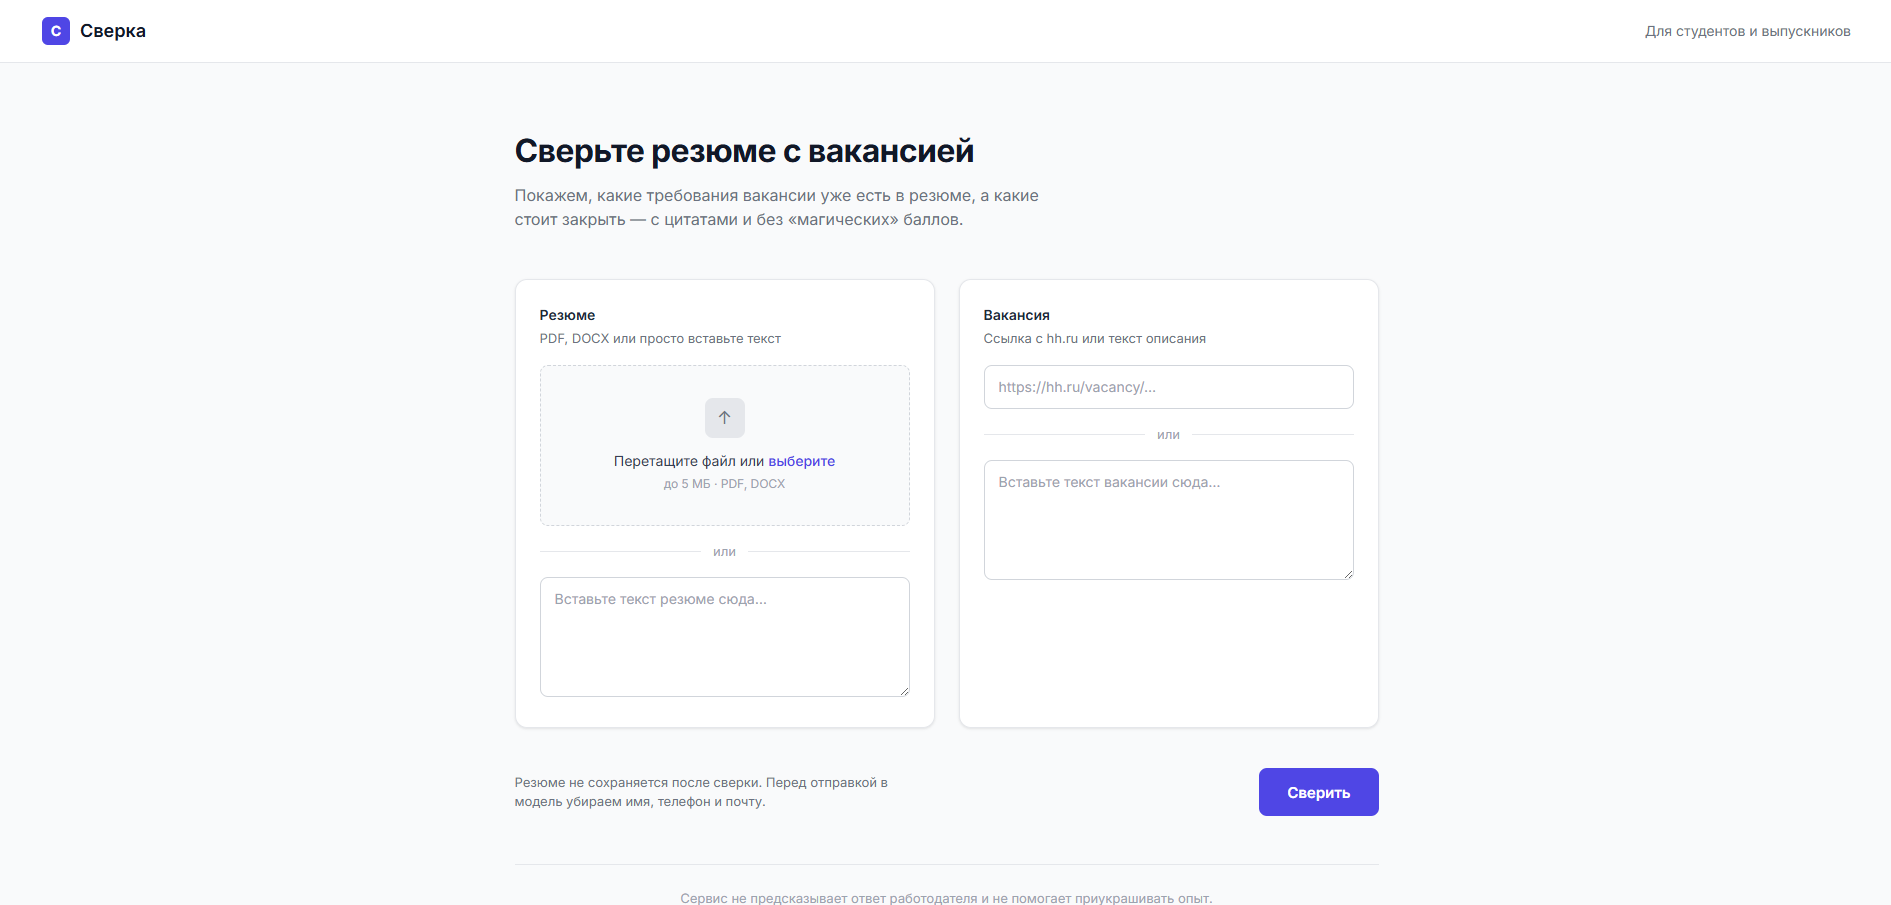 С Сверка
Для студентов и выпускников
Сверьте резюме с вакансией
Покажем, какие требования вакансии уже есть в резюме, а какие
стоит закрыть — с цитатами и без «магических» баллов.
Резюме
PDF, DOCX или просто вставьте текст
↑
Перетащите файл или выберите
до 5 МБ · PDF, DOCX
или
Вставьте текст резюме сюда...
Вакансия
Ссылка с hh.ru или текст описания
https://hh.ru/vacancy/...
или
Вставьте текст вакансии сюда...
Резюме не сохраняется после сверки. Перед отправкой в
модель убираем имя, телефон и почту.
Сверить
Сервис не предсказывает ответ работодателя и не помогает приукрашивать опыт.